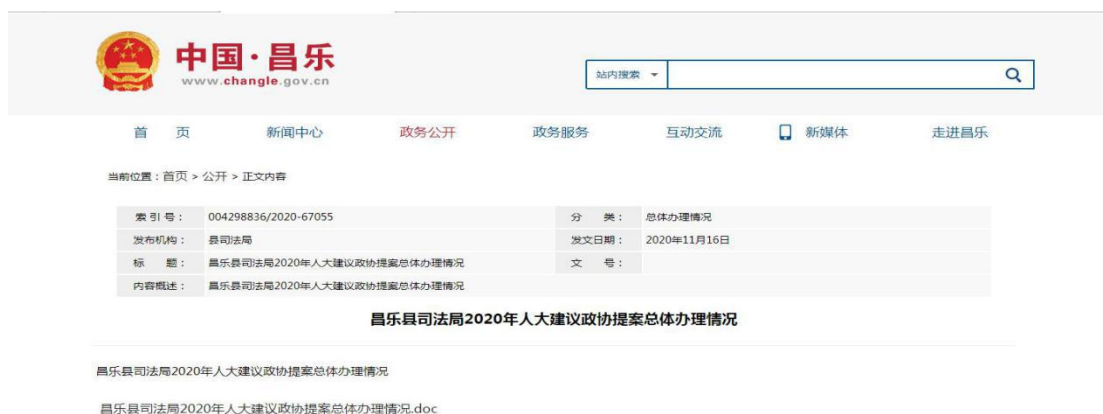 中国·昌乐
www.changle.gov.cn
站内搜索
首 页 新闻中心 政务公开 政务服务 互动交流 新媒体 走进昌乐
当前位置：首页 > 公开 > 正文内容
索 引 号： 004298836/2020-67055 分 类： 总体办理情况
发布机构： 县司法局 发文日期： 2020年11月16日
标 题： 昌乐县司法局2020年人大建议政协提案总体办理情况 文 号：
内容概述： 昌乐县司法局2020年人大建议政协提案总体办理情况
昌乐县司法局2020年人大建议政协提案总体办理情况
昌乐县司法局2020年人大建议政协提案总体办理情况
昌乐县司法局2020年人大建议政协提案总体办理情况.doc